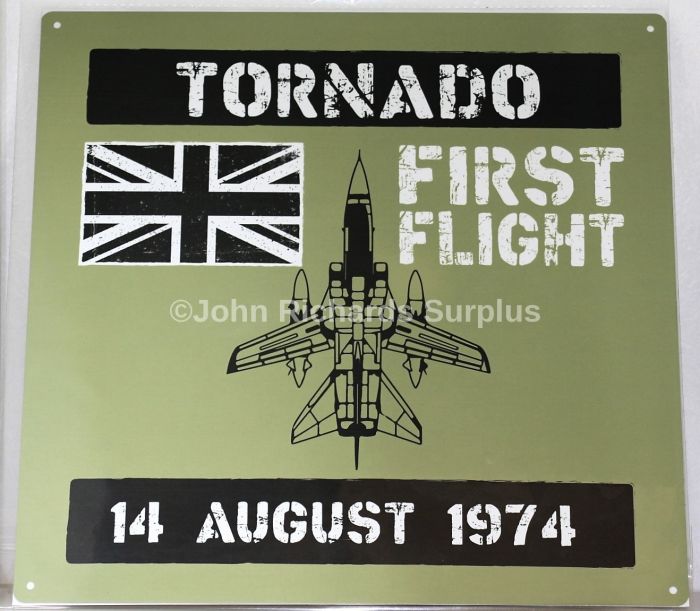 TORNADO
FIRST
FLIGHT
©John Richards Surplus
14 AUGUST 1974